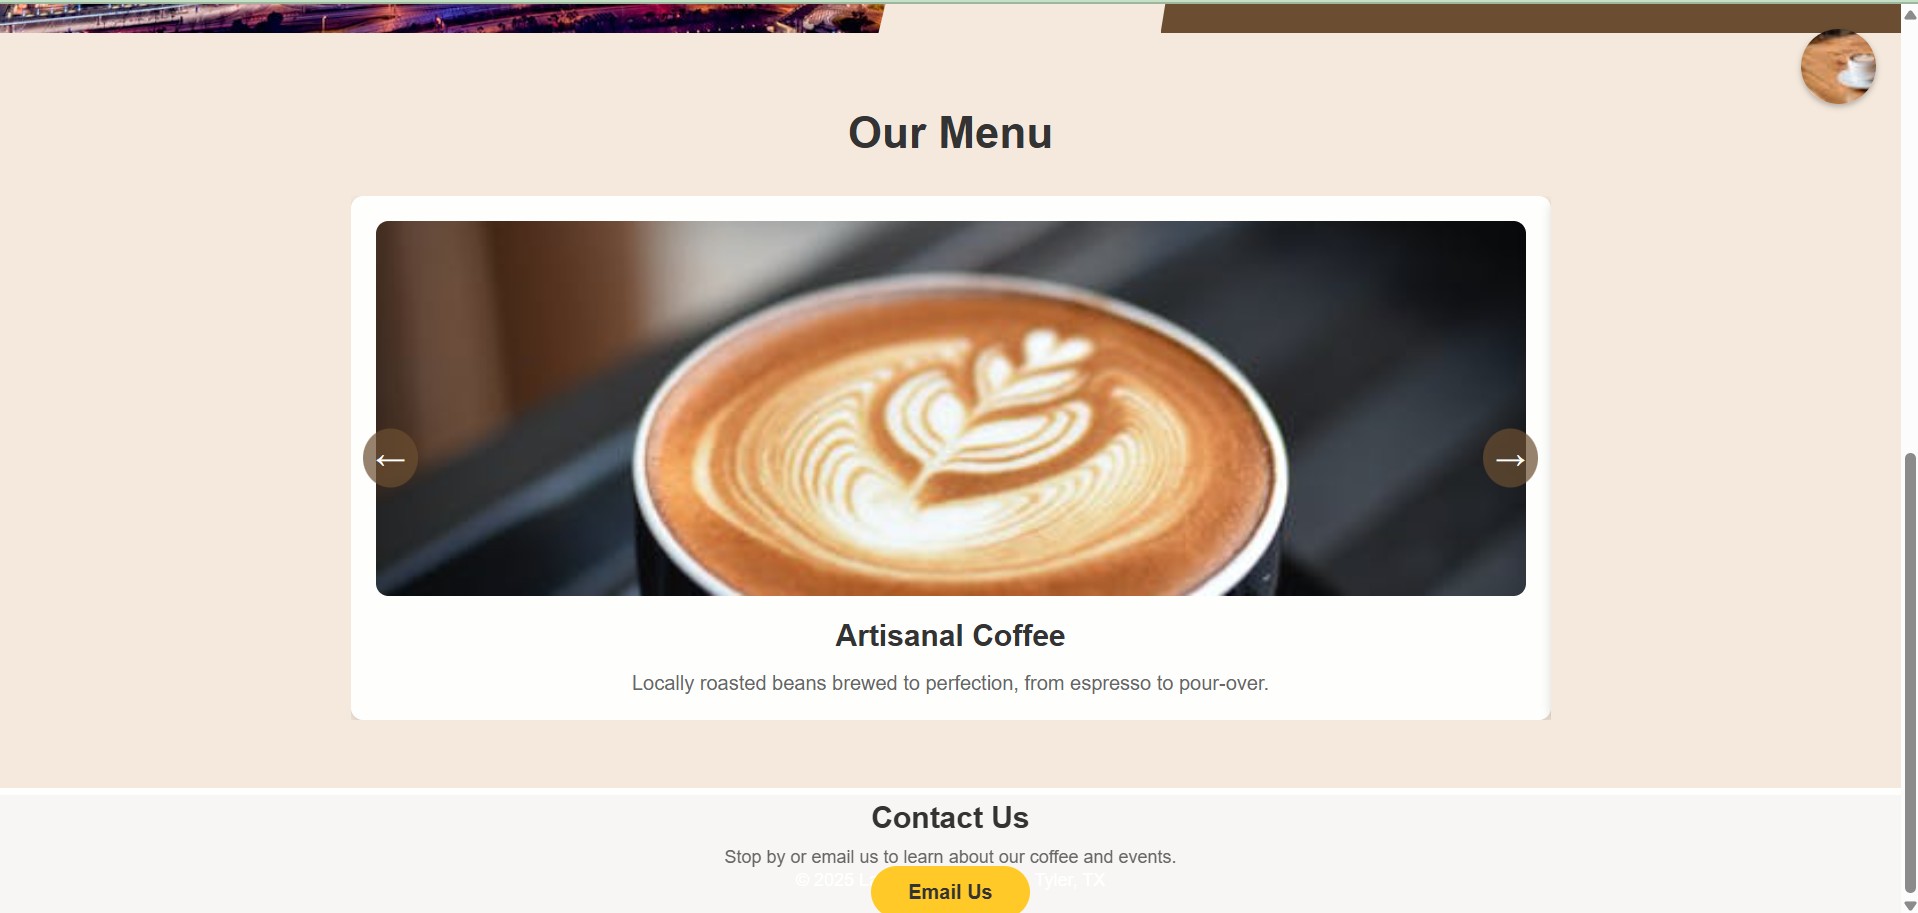 Our Menu
←
→
Artisanal Coffee
Locally roasted beans brewed to perfection, from espresso to pour-over.
Contact Us
Stop by or email us to learn about our coffee and events.
© 2025 Tyler, TX
Email Us